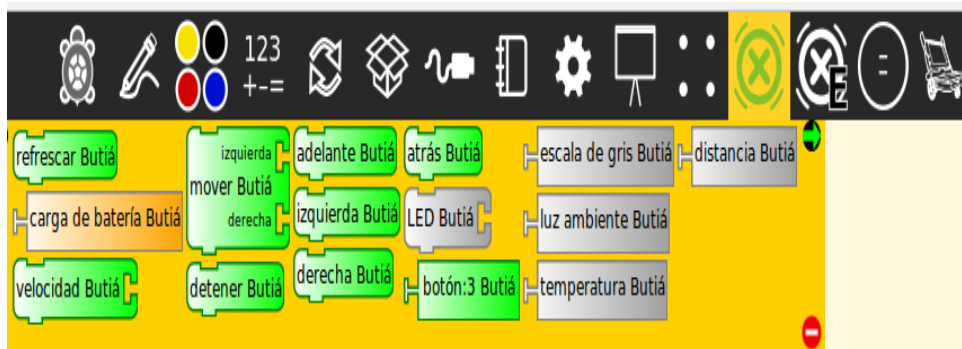 123
+-=
E
refrescar Butiá
carga de batería Butiá
velocidad Butiá
izquierda
mover Butiá
derecha
detener Butiá
adelante Butiá
izquierda Butiá
derecha Butiá
atrás Butiá
LED Butiá
botón:3 Butiá
escala de gris Butiá
luz ambiente Butiá
temperatura Butiá
distancia Butiá